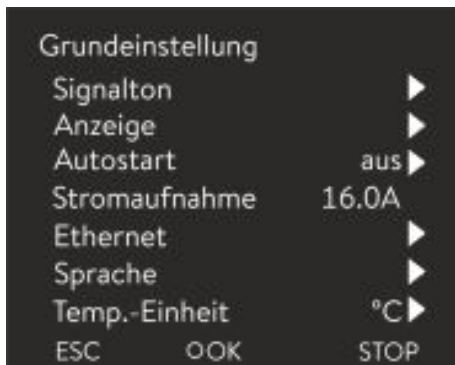 Grundeinstellung
Signalton
Anzeige
Autostart aus
Stromaufnahme 16.0A
Ethernet
Sprache
Temp.-Einheit °C
ESC OOK STOP